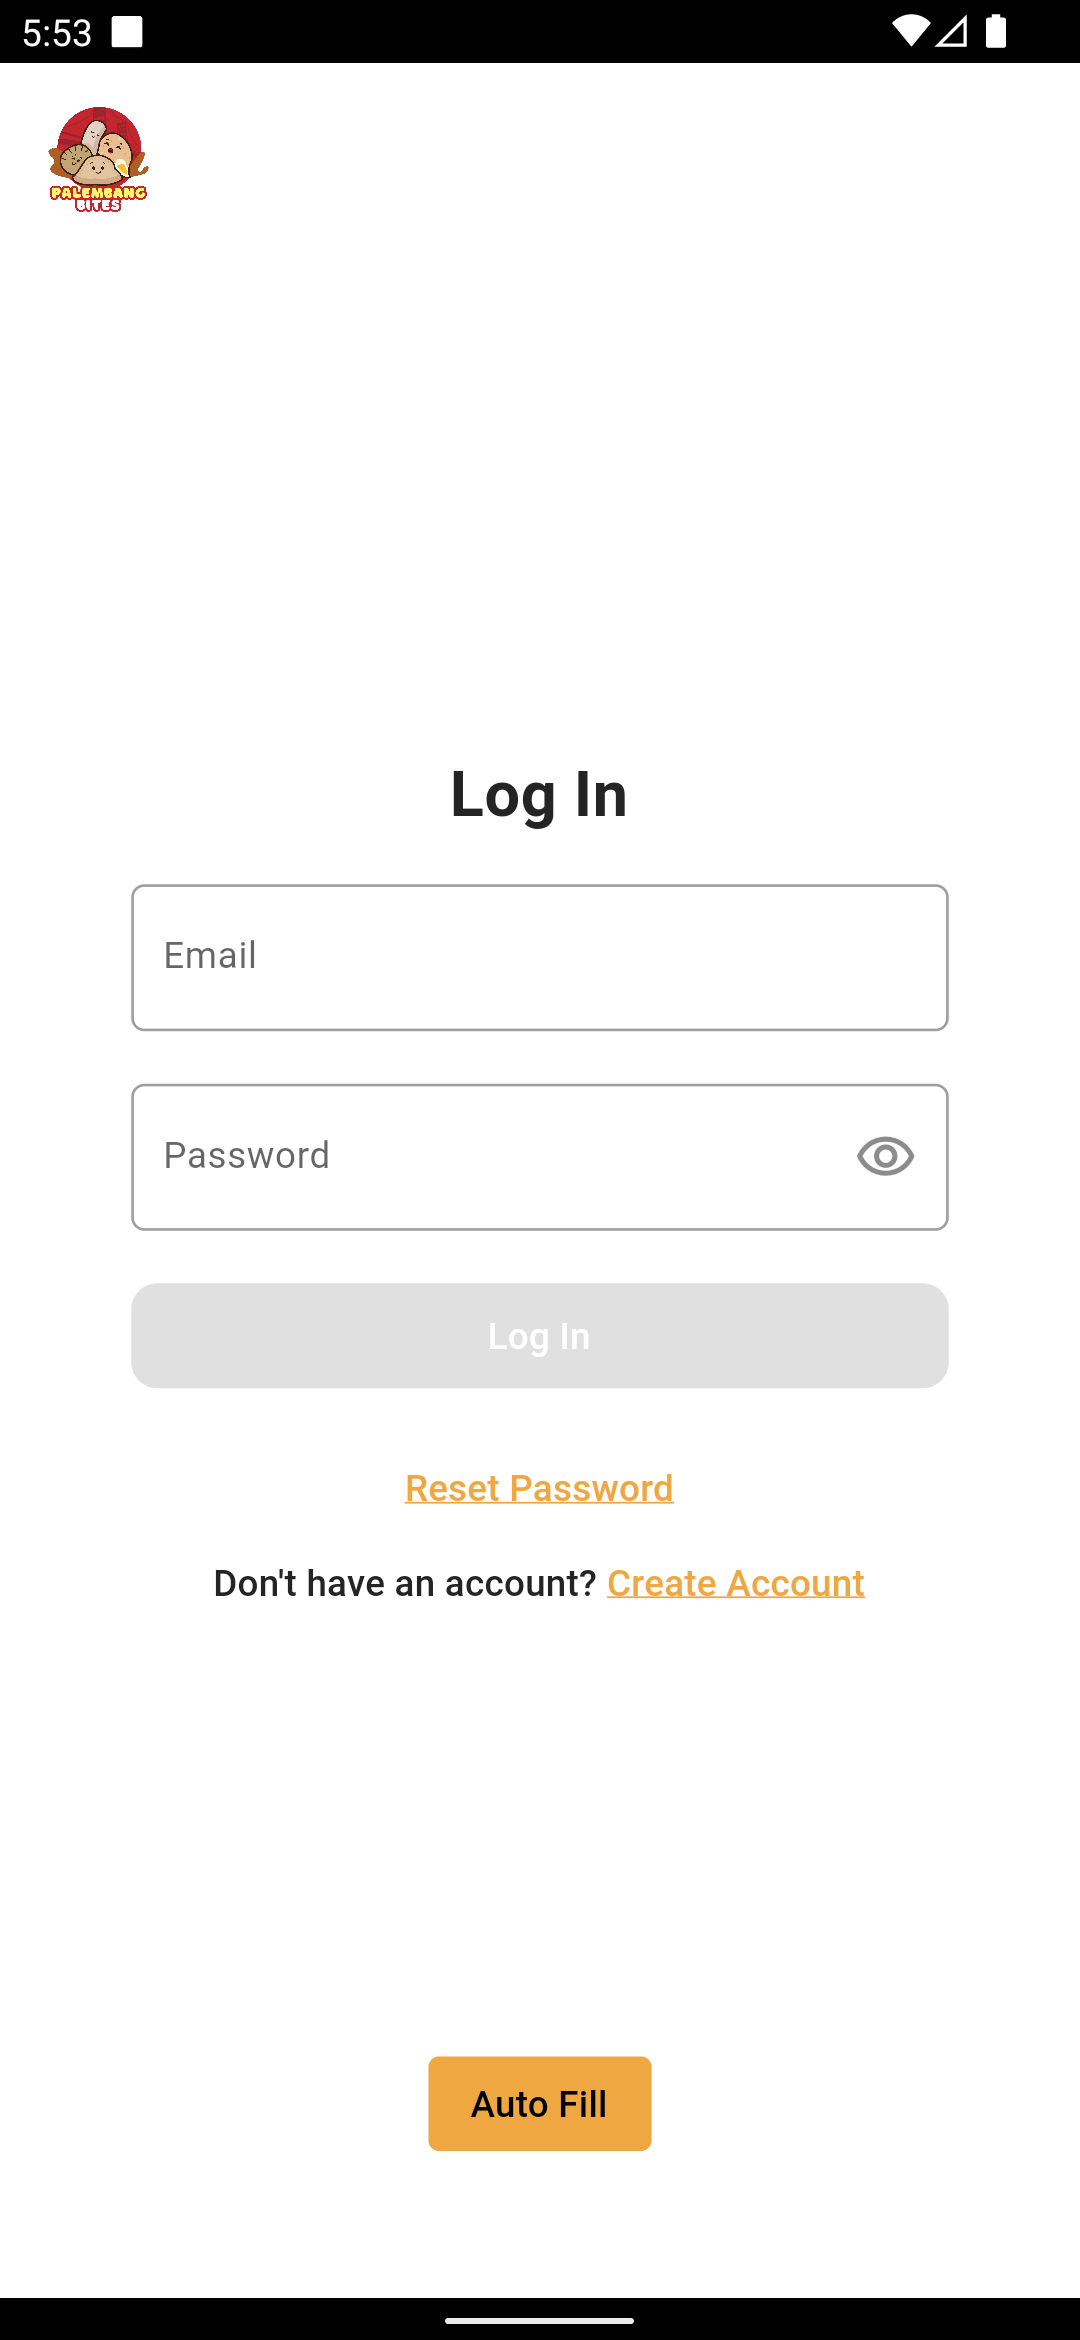 5:53
PALEMBANG
BITES
Log In
Email
Password
Log In
Reset Password
Don't have an account? Create Account
Auto Fill